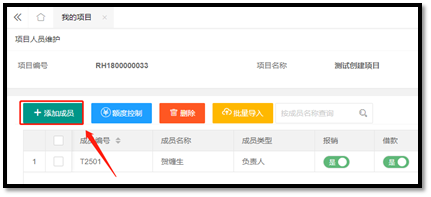 我的项目
项目人员维护
项目编号 RH1800000033 项目名称 测试创建项目
添加成员 额度控制 删除 批量导入 按成员名称查询
成员编号 成员名称 成员类型 报销 借款
1 T2501 贺缠生 负责人 是 是